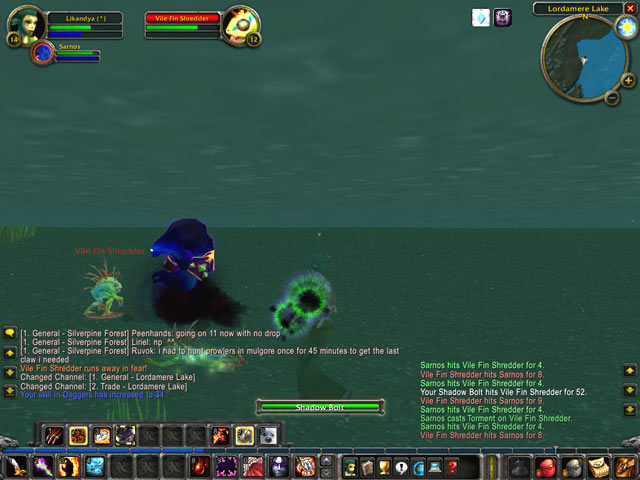 Likandya (*)
Vile Fin Shredder
Lordamere Lake
14
12
Sarnos
N
Vile Fin Shredder
[1. General - Silverpine Forest] Peenhands: going on 11 now with no drop
[1. General - Silverpine Forest] Liriel: np ^^
[1. General - Silverpine Forest] Ruvok: i had to hunt prowlers in mulgore once for 45 minutes to get the last
claw i needed
Vile Fin Shredder runs away in fear!
Changed Channel: [1. General - Lordamere Lake]
Changed Channel: [2. Trade - Lordamere Lake]
Your skill in Daggers has increased to 34.
Sarnos hits Vile Fin Shredder for 4.
Vile Fin Shredder hits Sarnos for 8.
Sarnos hits Vile Fin Shredder for 4.
Your Shadow Bolt hits Vile Fin Shredder for 52.
Vile Fin Shredder hits Sarnos for 9.
Sarnos hits Vile Fin Shredder for 4.
Sarnos casts Torment on Vile Fin Shredder.
Sarnos hits Vile Fin Shredder for 4.
Vile Fin Shredder hits Sarnos for 8.
Shadow Bolt